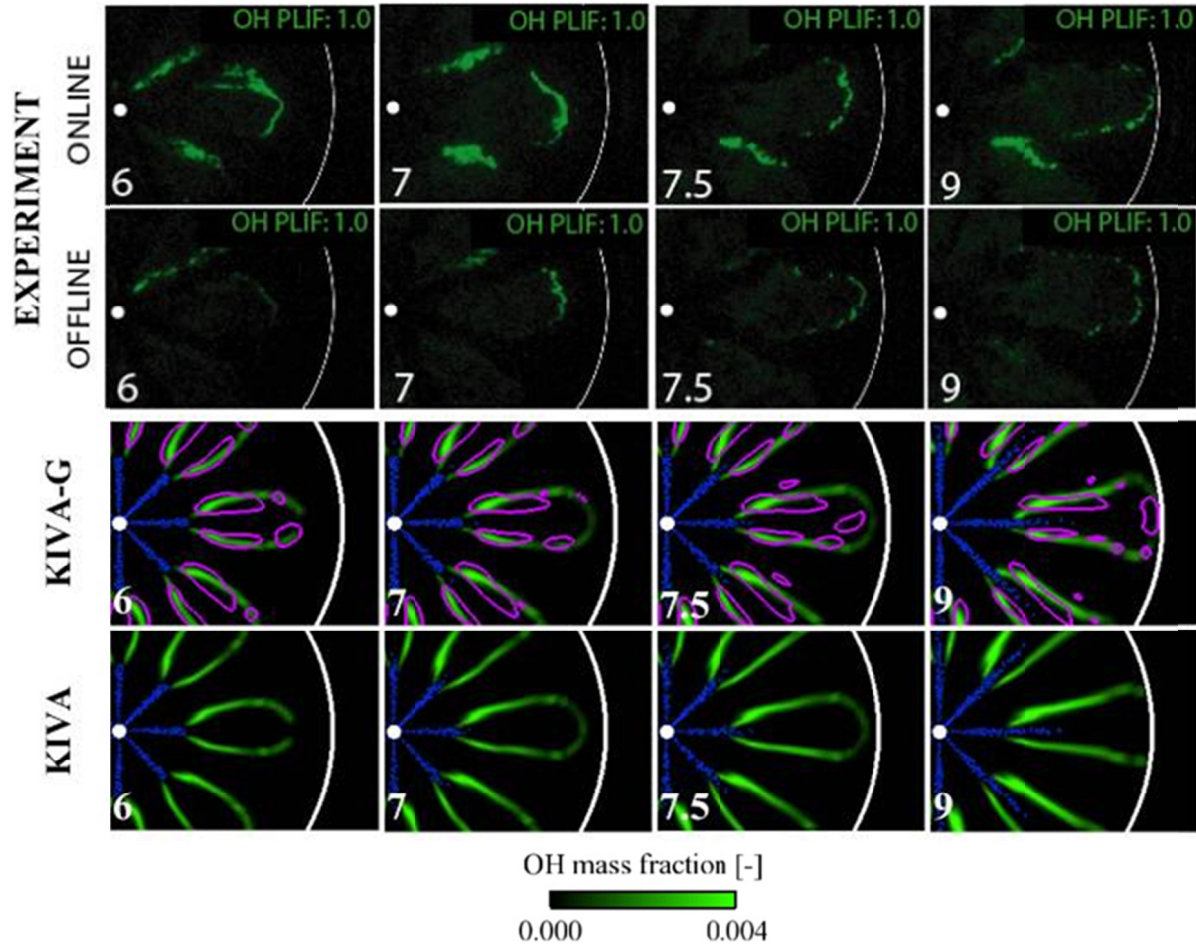 EXPERIMENT
ONLINE
OH PLIF: 1.0 OH PLIF: 1.0 OH PLIF: 1.0 OH PLIF: 1.0
6 7 7.5 9
OFFLINE
OH PLIF: 1.0 OH PLIF: 1.0 OH PLIF: 1.0 OH PLIF: 1.0
6 7 7.5 9
KIVA-G
6 7 7.5 9
KIVA
6 7 7.5 9
OH mass fraction [-]
0.000 0.004